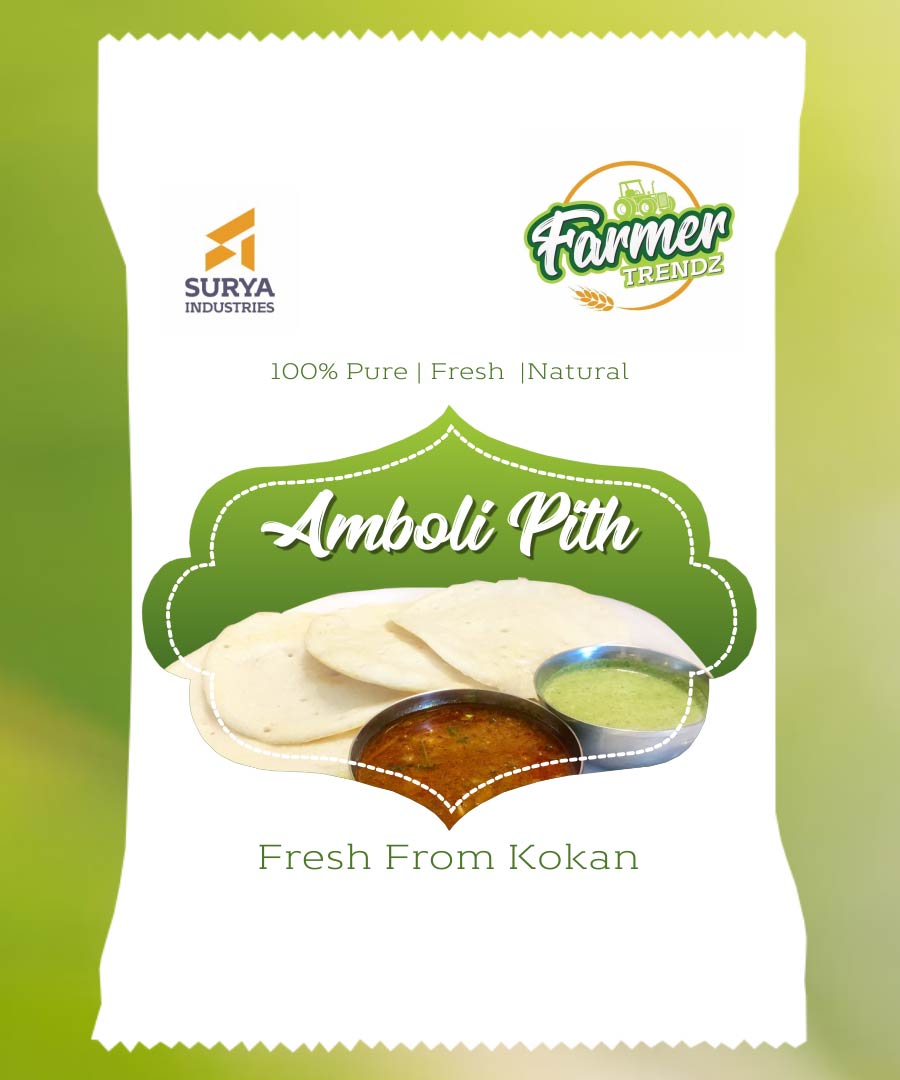 SURYA
INDUSTRIES
Farmer
TRENDZ
100% Pure | Fresh |Natural
Amboli Pith
Fresh From Kokan